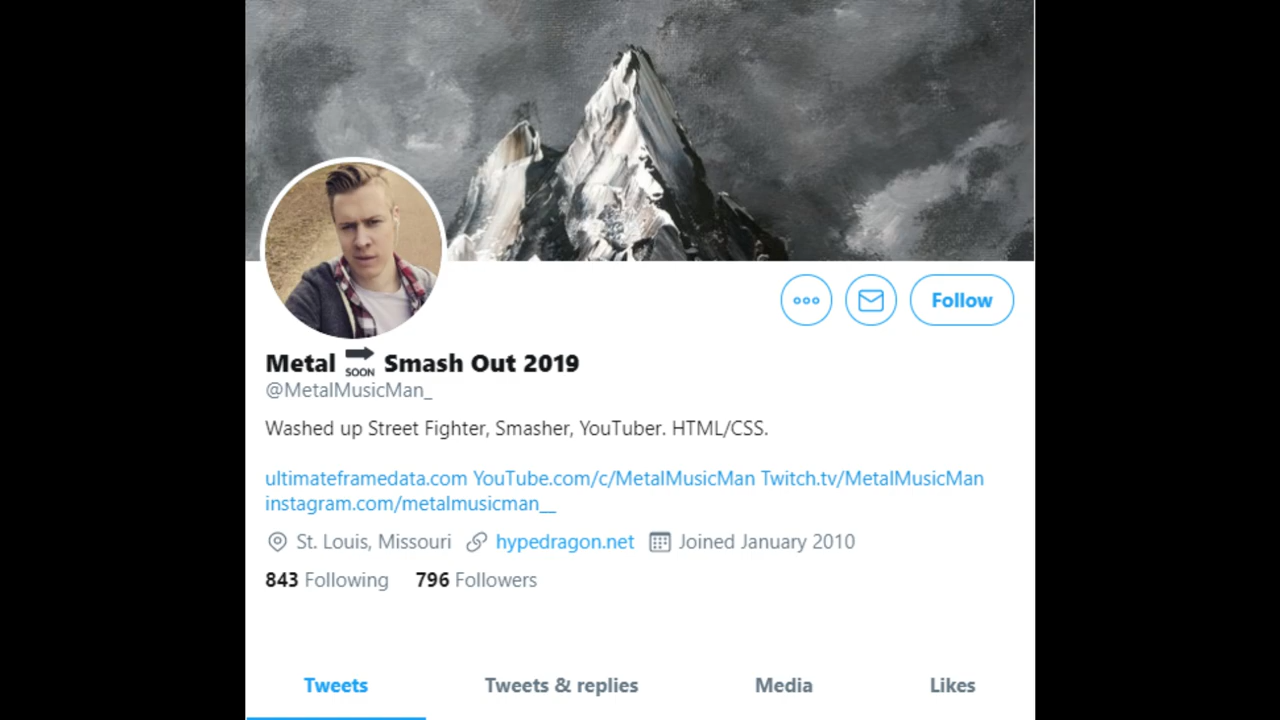 Follow
Metal SOON Smash Out 2019
@MetalMusicMan_
Washed up Street Fighter, Smasher, YouTuber. HTML/CSS.
ultimateframedata.com YouTube.com/c/MetalMusicMan Twitch.tv/MetalMusicMan
instagram.com/metalmusicman__
St. Louis, Missouri hypedragon.net Joined January 2010
843 Following 796 Followers
Tweets Tweets & replies Media Likes